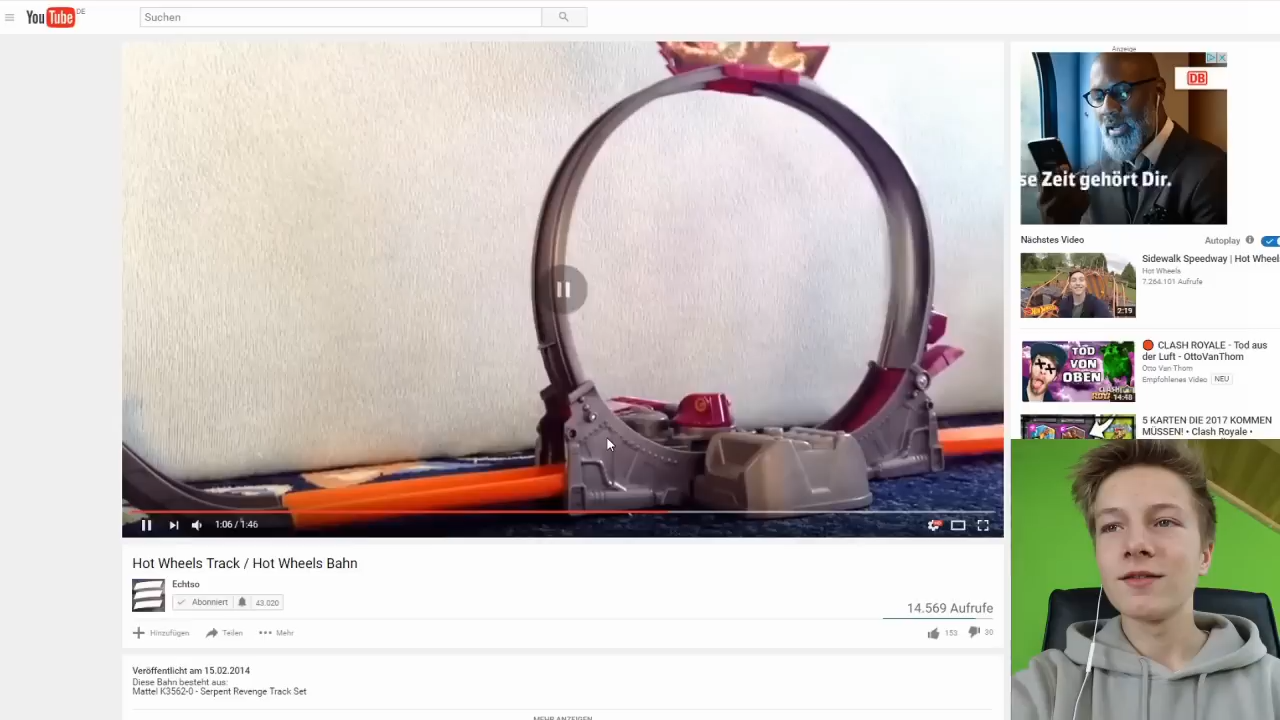 YouTube DE
Suchen
Anzeige
DB
se Zeit gehört Dir.
Nächstes Video
Autoplay
Sidewalk Speedway | Hot Wheels
Hot Wheels
7.264.101 Aufrufe
2:19
TOD
VON
OBEN
14:48
CLASH ROYALE - Tod aus
der Luft - OttoVanThom
Otto Van Thom
Empfohlenes Video NEU
5 KARTEN DIE 2017 KOMMEN
MÜSSEN! • Clash Royale •
1:06 / 1:46
Hot Wheels Track / Hot Wheels Bahn
Echtso
Abonniert 43.020
14.569 Aufrufe
Hinzufügen Teilen Mehr
153 30
Veröffentlicht am 15.02.2014
Diese Bahn besteht aus:
Mattel K3562-0 - Serpent Revenge Track Set
MEHR ANZEIGEN